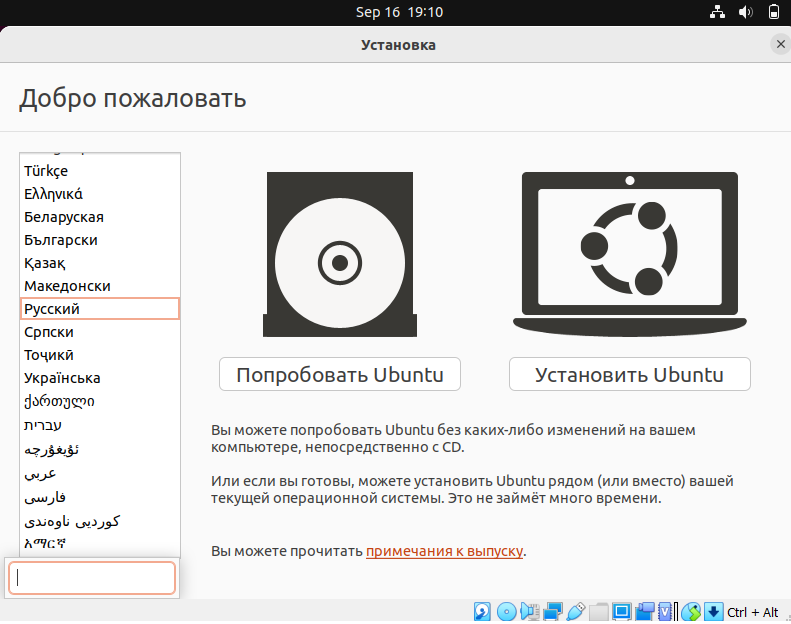 Sep 16 19:10
Установка
Добро пожаловать
Türkçe
Ελληνικά
Беларуская
Български
Қазақ
Македонски
Русский
Српски
Тоҷикӣ
Українська
ქართული
עברית
ئۇيغۇرچە
عربي
فارسی
كوردیی ناوەندی
አማርኛ
Попробовать Ubuntu
Установить Ubuntu
Вы можете попробовать Ubuntu без каких-либо изменений на вашем
компьютере, непосредственно с CD.
Или если вы готовы, можете установить Ubuntu рядом (или вместо) вашей
текущей операционной системы. Это не займёт много времени.
Вы можете прочитать примечания к выпуску.
Ctrl + Alt